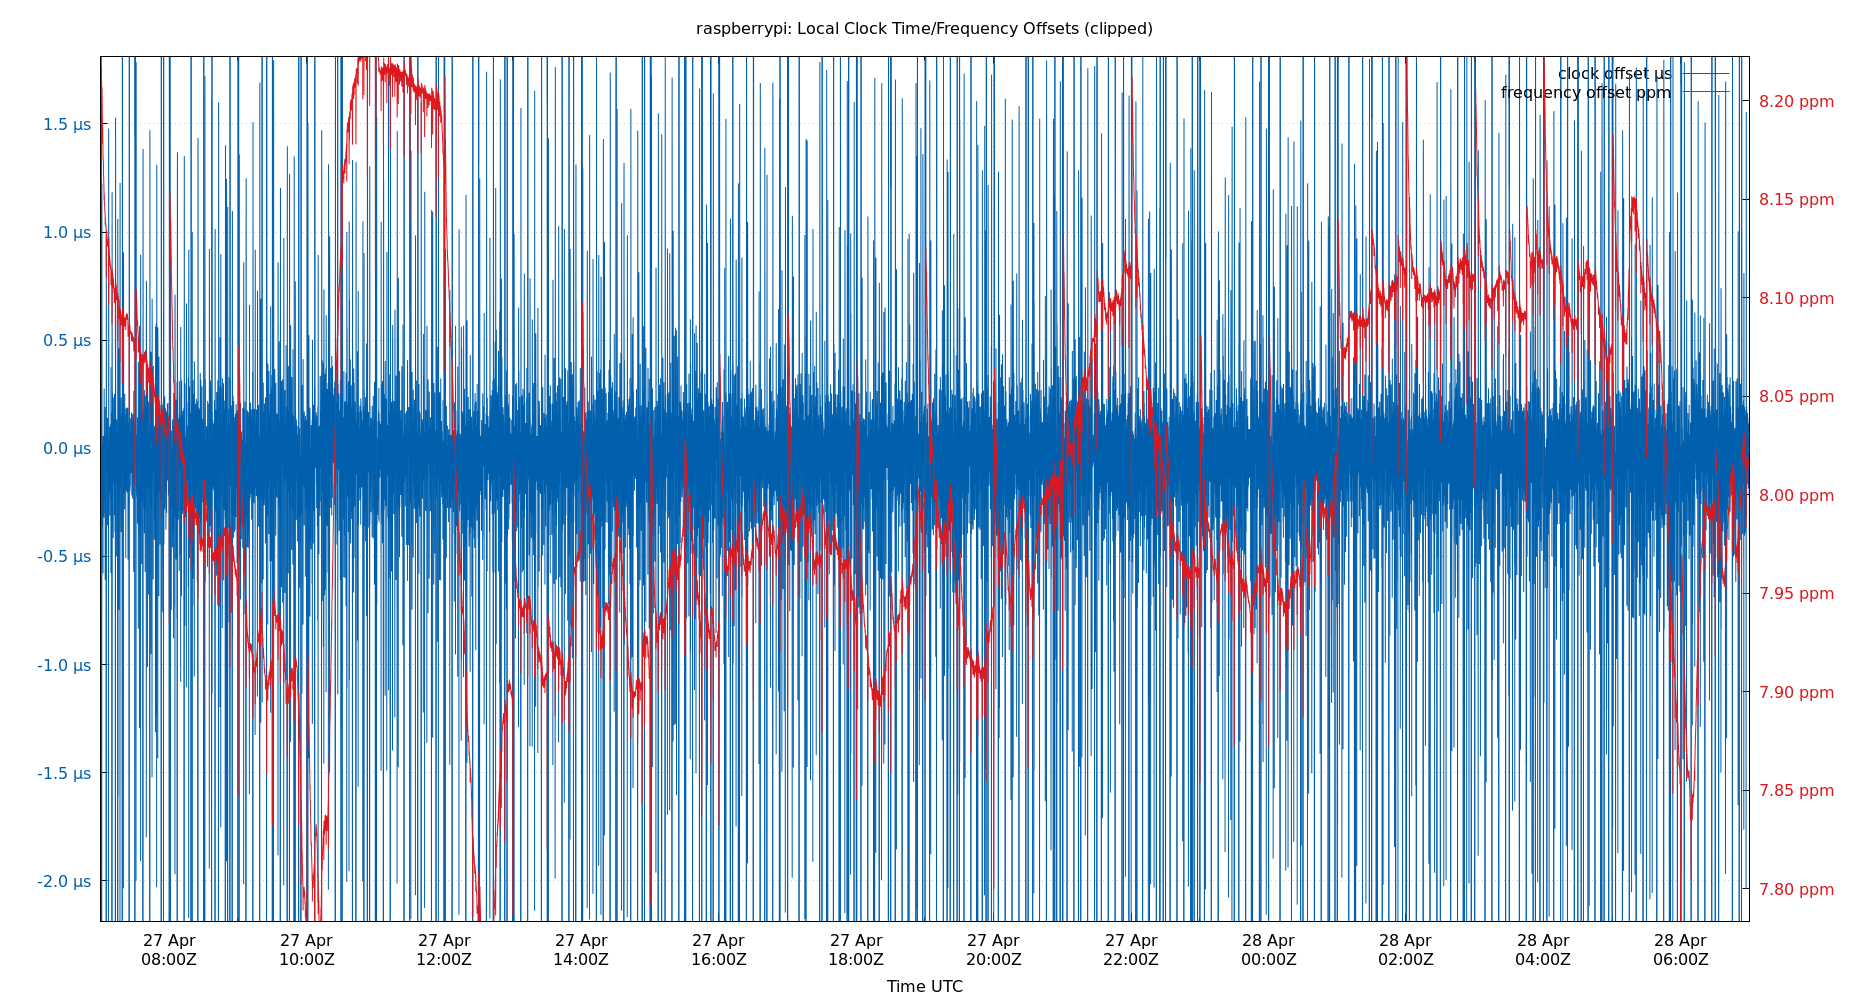 raspberrypi: Local Clock Time/Frequency Offsets (clipped)
clock offset µs
frequency offset ppm
1.5 µs
1.0 µs
0.5 µs
0.0 µs
-0.5 µs
-1.0 µs
-1.5 µs
-2.0 µs
8.20 ppm
8.15 ppm
8.10 ppm
8.05 ppm
8.00 ppm
7.95 ppm
7.90 ppm
7.85 ppm
7.80 ppm
27 Apr 27 Apr 27 Apr 27 Apr 27 Apr 27 Apr 27 Apr 27 Apr 28 Apr 28 Apr 28 Apr 28 Apr
08:00Z 10:00Z 12:00Z 14:00Z 16:00Z 18:00Z 20:00Z 22:00Z 00:00Z 02:00Z 04:00Z 06:00Z
Time UTC